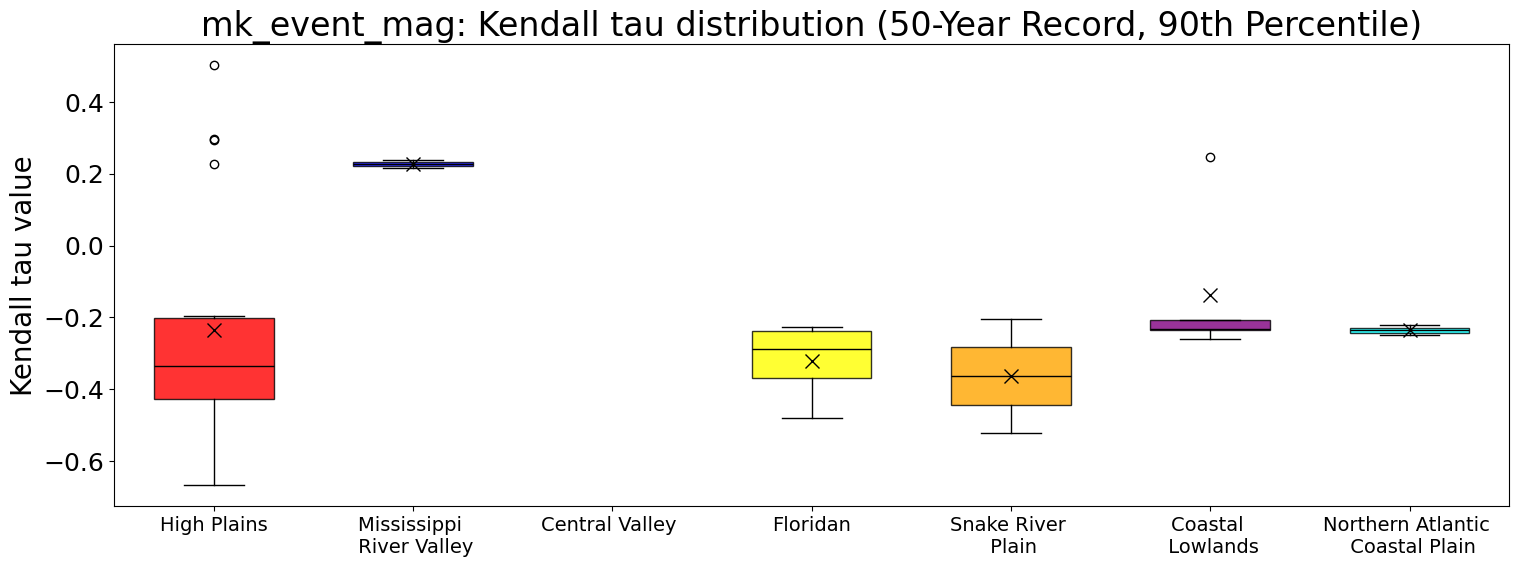 mk_event_mag: Kendall tau distribution (50-Year Record, 90th Percentile)
Kendall tau value
0.4
0.2
0.0
−0.2
−0.4
−0.6
High Plains
Mississippi
River Valley
Central Valley
Floridan
Snake River
Plain
Coastal
Lowlands
Northern Atlantic
Coastal Plain